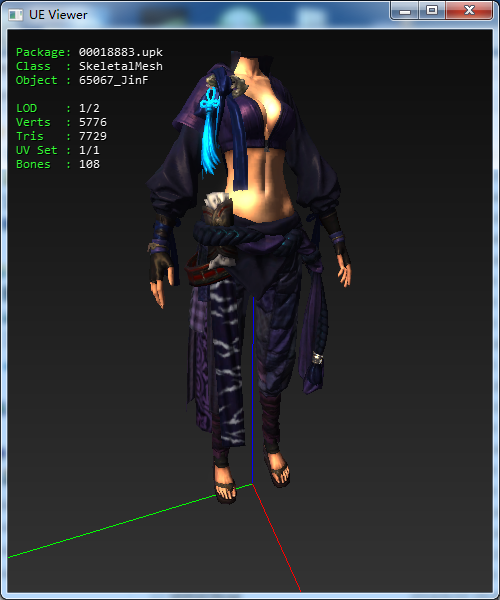 UE Viewer
Package: 00018883.upk
Class : SkeletalMesh
Object : 65067_JinF
LOD : 1/2
Verts : 5776
Tris : 7729
UV Set : 1/1
Bones : 108